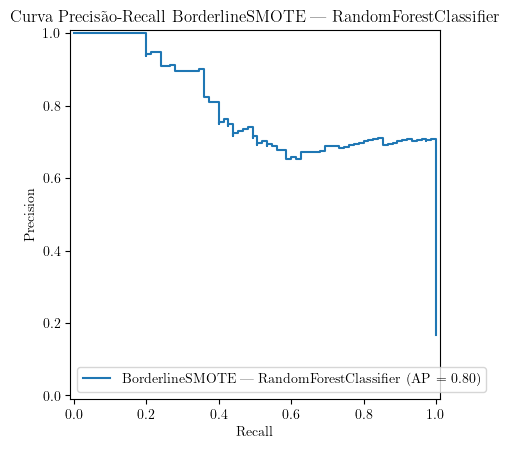 Curva Precisão-Recall BorderlineSMOTE — RandomForestClassifier
1.0
0.8
0.6
0.4
0.2
0.0
Precision
BorderlineSMOTE — RandomForestClassifier (AP = 0.80)
0.0 0.2 0.4 0.6 0.8 1.0
Recall